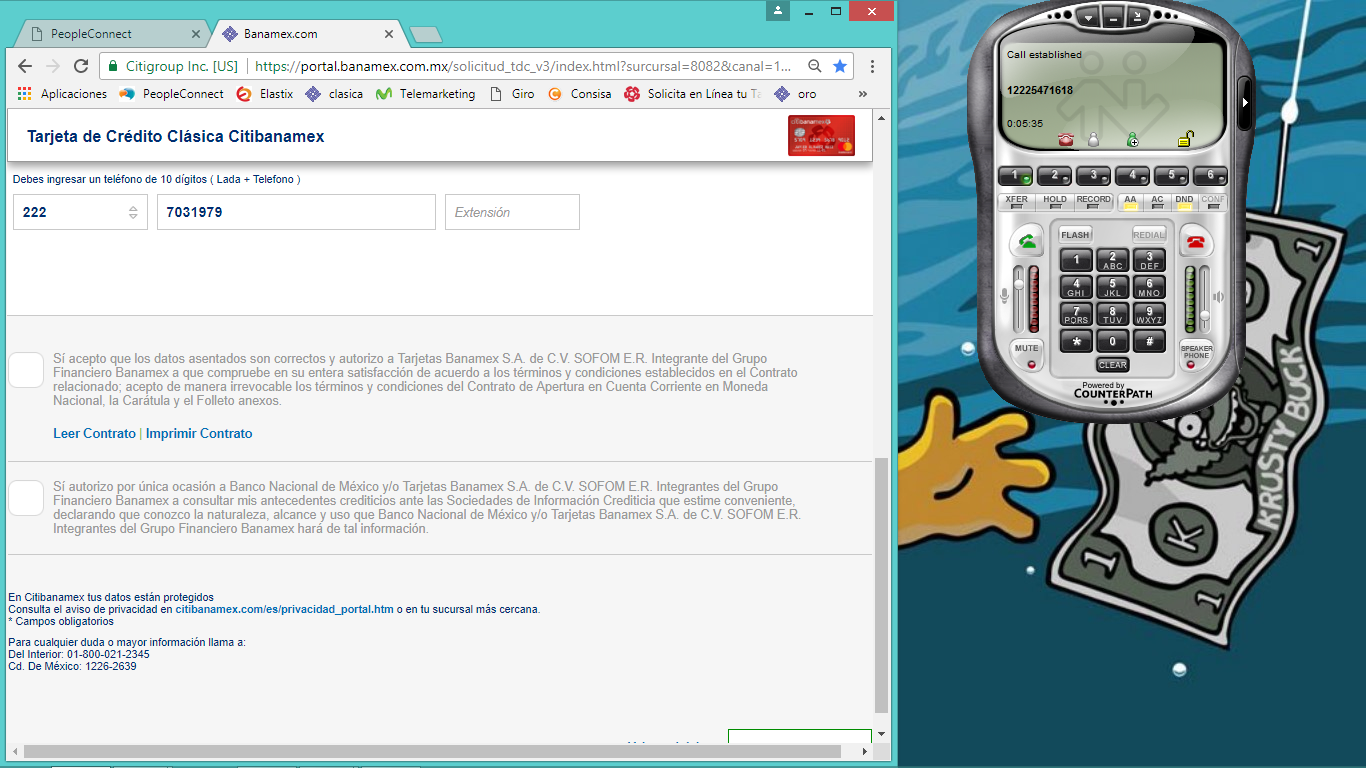 PeopleConnect
Banamex.com
Citigroup Inc. [US]
https://portal.banamex.com.mx/solicitud_tdc_v3/index.html?surcursal=8082&canal=1...
Aplicaciones
PeopleConnect
Elastix
clasica
Telemarketing
Giro
Consisa
Solicita en Línea tu Ta
oro
»
Tarjeta de Crédito Clásica Citibanamex
Debes ingresar un teléfono de 10 dígitos ( Lada + Telefono )
222
7031979
Extensión
Sí acepto que los datos asentados son correctos y autorizo a Tarjetas Banamex S.A. de C.V. SOFOM E.R. Integrante del Grupo
Financiero Banamex a que compruebe en su entera satisfacción de acuerdo a los términos y condiciones establecidos en el Contrato
relacionado; acepto de manera irrevocable los términos y condiciones del Contrato de Apertura en Cuenta Corriente en Moneda
Nacional, la Carátula y el Folleto anexos.
Leer Contrato | Imprimir Contrato
Sí autorizo por única ocasión a Banco Nacional de México y/o Tarjetas Banamex S.A. de C.V. SOFOM E.R. Integrantes del Grupo
Financiero Banamex a consultar mis antecedentes crediticios ante las Sociedades de Información Crediticia que estime conveniente,
declarando que conozco la naturaleza, alcance y uso que Banco Nacional de México y/o Tarjetas Banamex S.A. de C.V. SOFOM E.R.
Integrantes del Grupo Financiero Banamex hará de tal información.
En Citibanamex tus datos están protegidos
Consulta el aviso de privacidad en citibanamex.com/es/privacidad_portal.htm o en tu sucursal más cercana.
* Campos obligatorios
Para cualquier duda o mayor información llama a:
Del Interior: 01-800-021-2345
Cd. De México: 1226-2639
Call established
12225471618
0:05:35
1 2 3 4 5 6
XFER HOLD RECORD AA AC DND CONF
FLASH REDIAL
1 2 ABC 3 DEF
4 GHI 5 JKL 6 MNO
7 PQRS 8 TUV 9 WXYZ
* 0 #
MUTE
SPEAKER PHONE
CLEAR
Powered by
COUNTERPATH
1
KRUSTY BUCK
K
1
1